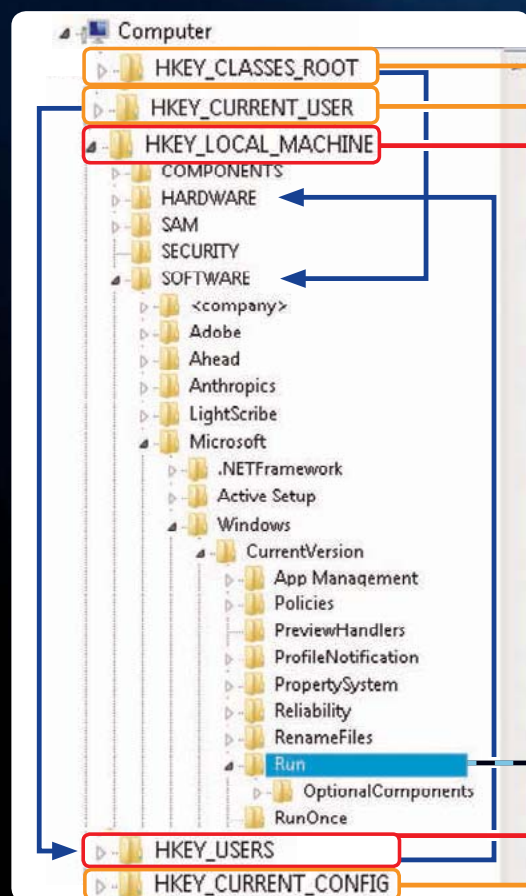 Computer
HKEY_CLASSES_ROOT
HKEY_CURRENT_USER
HKEY_LOCAL_MACHINE
COMPONENTS
HARDWARE
SAM
SECURITY
SOFTWARE
<company>
Adobe
Ahead
Anthropics
LightScribe
Microsoft
.NETFramework
Active Setup
Windows
CurrentVersion
App Management
Policies
PreviewHandlers
ProfileNotification
PropertySystem
Reliability
RenameFiles
Run
OptionalComponents
RunOnce
HKEY_USERS
HKEY_CURRENT_CONFIG